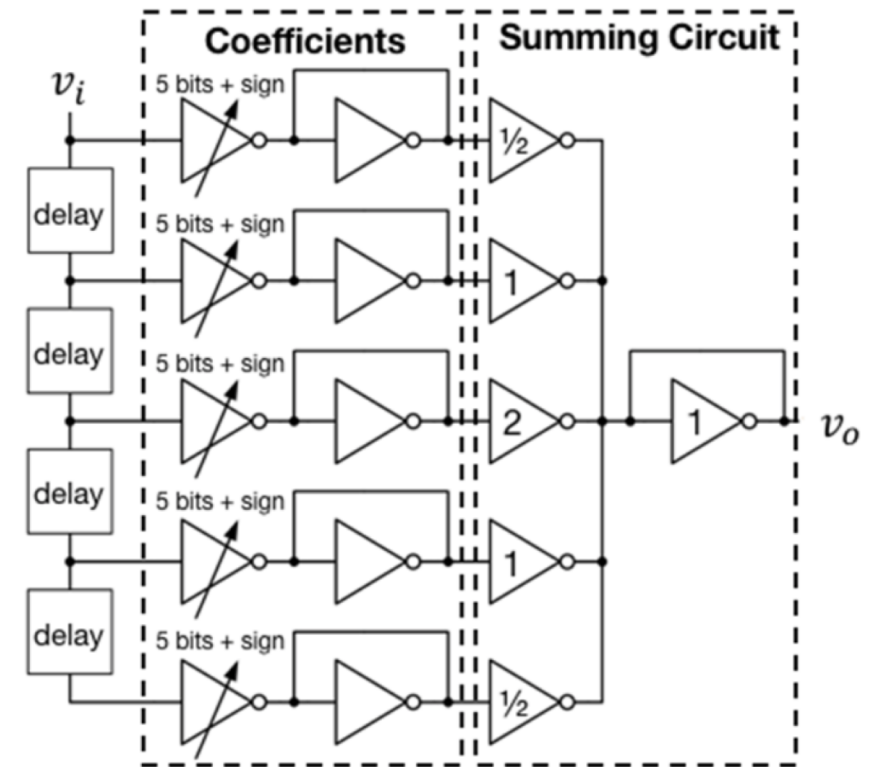 Coefficients
Summing Circuit
v_i
5 bits + sign
½
delay
5 bits + sign
1
delay
5 bits + sign
2
1
v_o
delay
5 bits + sign
1
delay
5 bits + sign
½